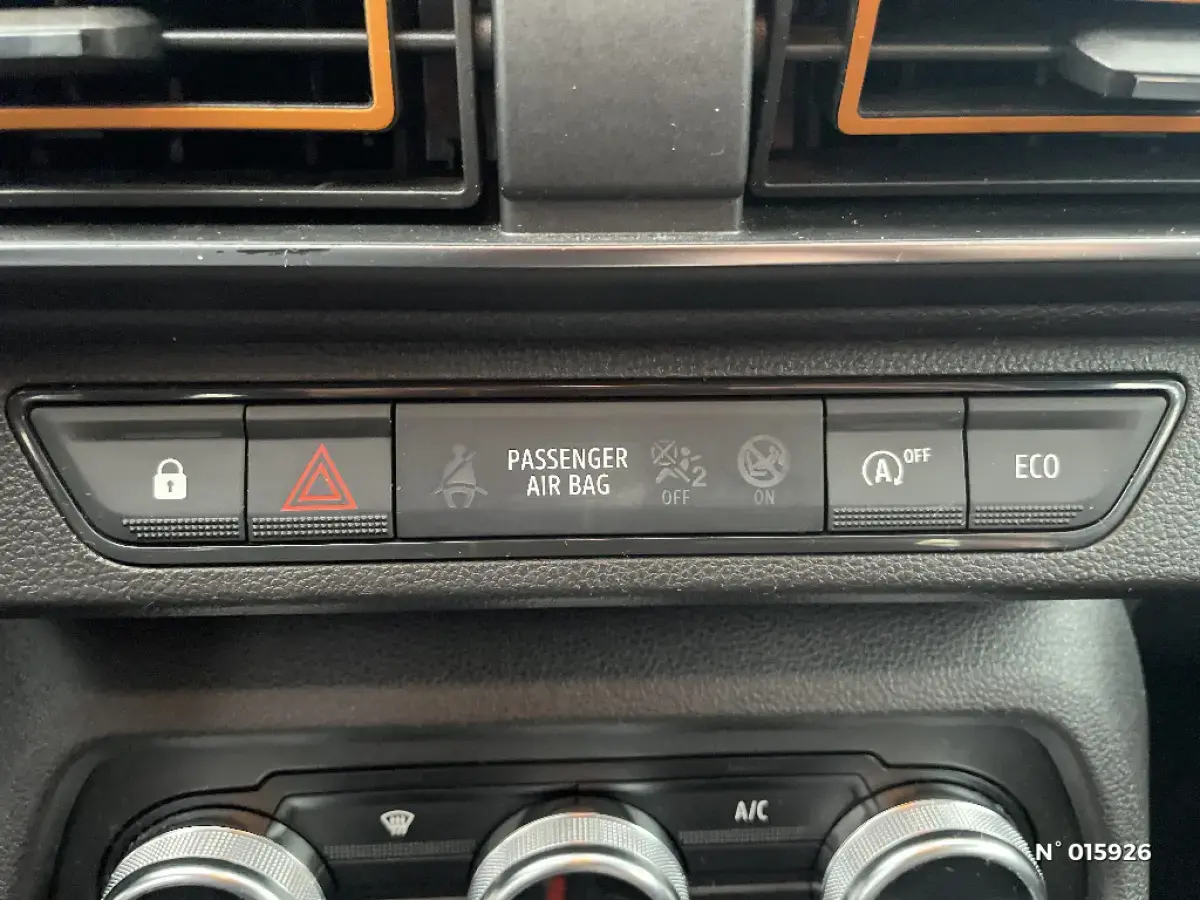 PASSENGER
AIR BAG
2
OFF
ON
A OFF
ECO
A/C
N° 015926